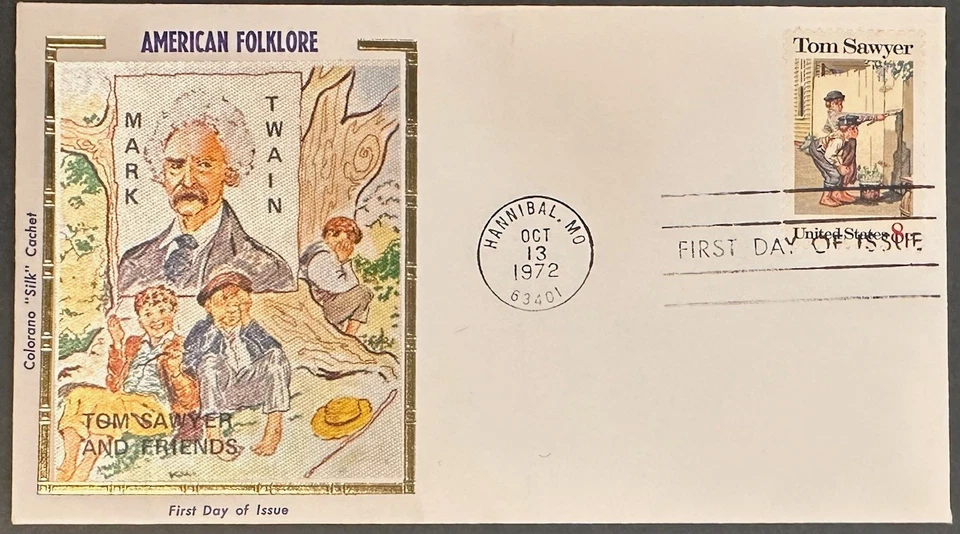 AMERICAN FOLKLORE
MARK
TWAIN
TOM SAWYER
AND FRIENDS
Colorano "Silk" Cachet
First Day of Issue
HANNIBAL, MO
OCT
13
1972
63401
Tom Sawyer
United States 8c
FIRST DAY OF ISSUE